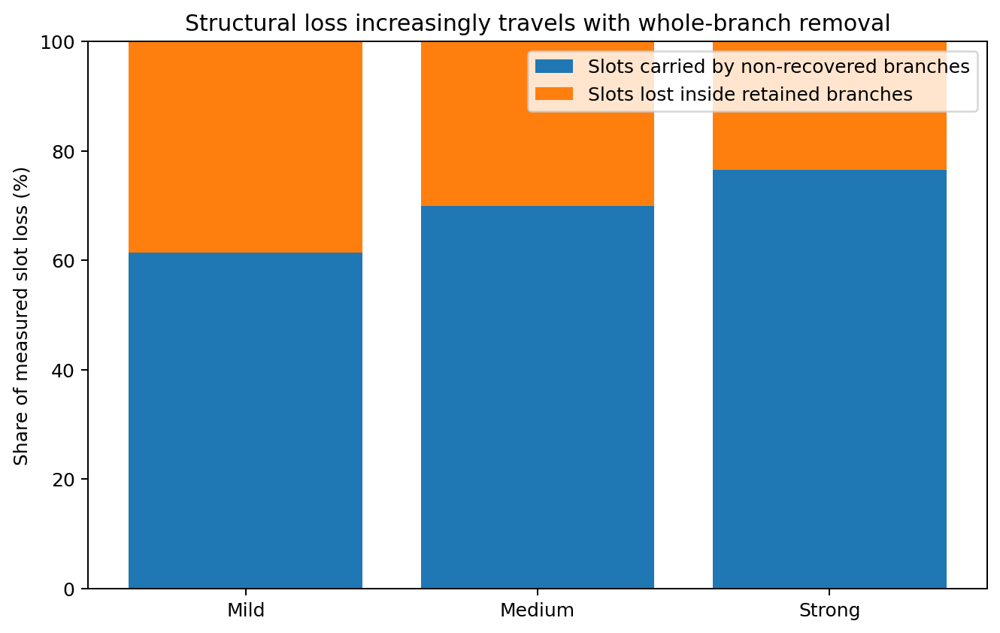 Structural loss increasingly travels with whole-branch removal
100
80
60
40
20
0
Share of measured slot loss (%)
Slots carried by non-recovered branches
Slots lost inside retained branches
Mild
Medium
Strong